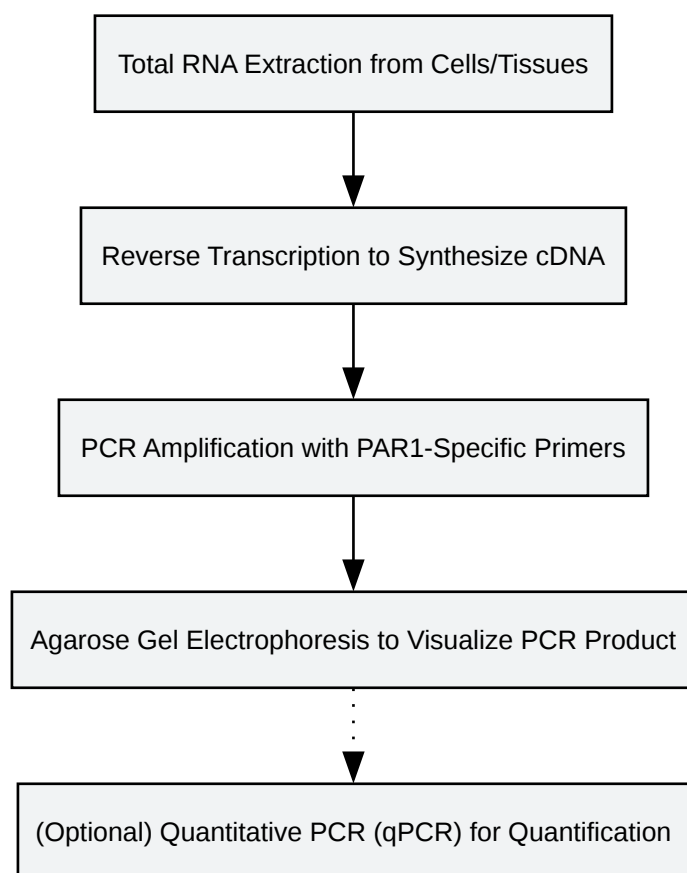 Total RNA Extraction from Cells/Tissues
Reverse Transcription to Synthesize cDNA
PCR Amplification with PAR1-Specific Primers
Agarose Gel Electrophoresis to Visualize PCR Product
(Optional) Quantitative PCR (qPCR) for Quantification